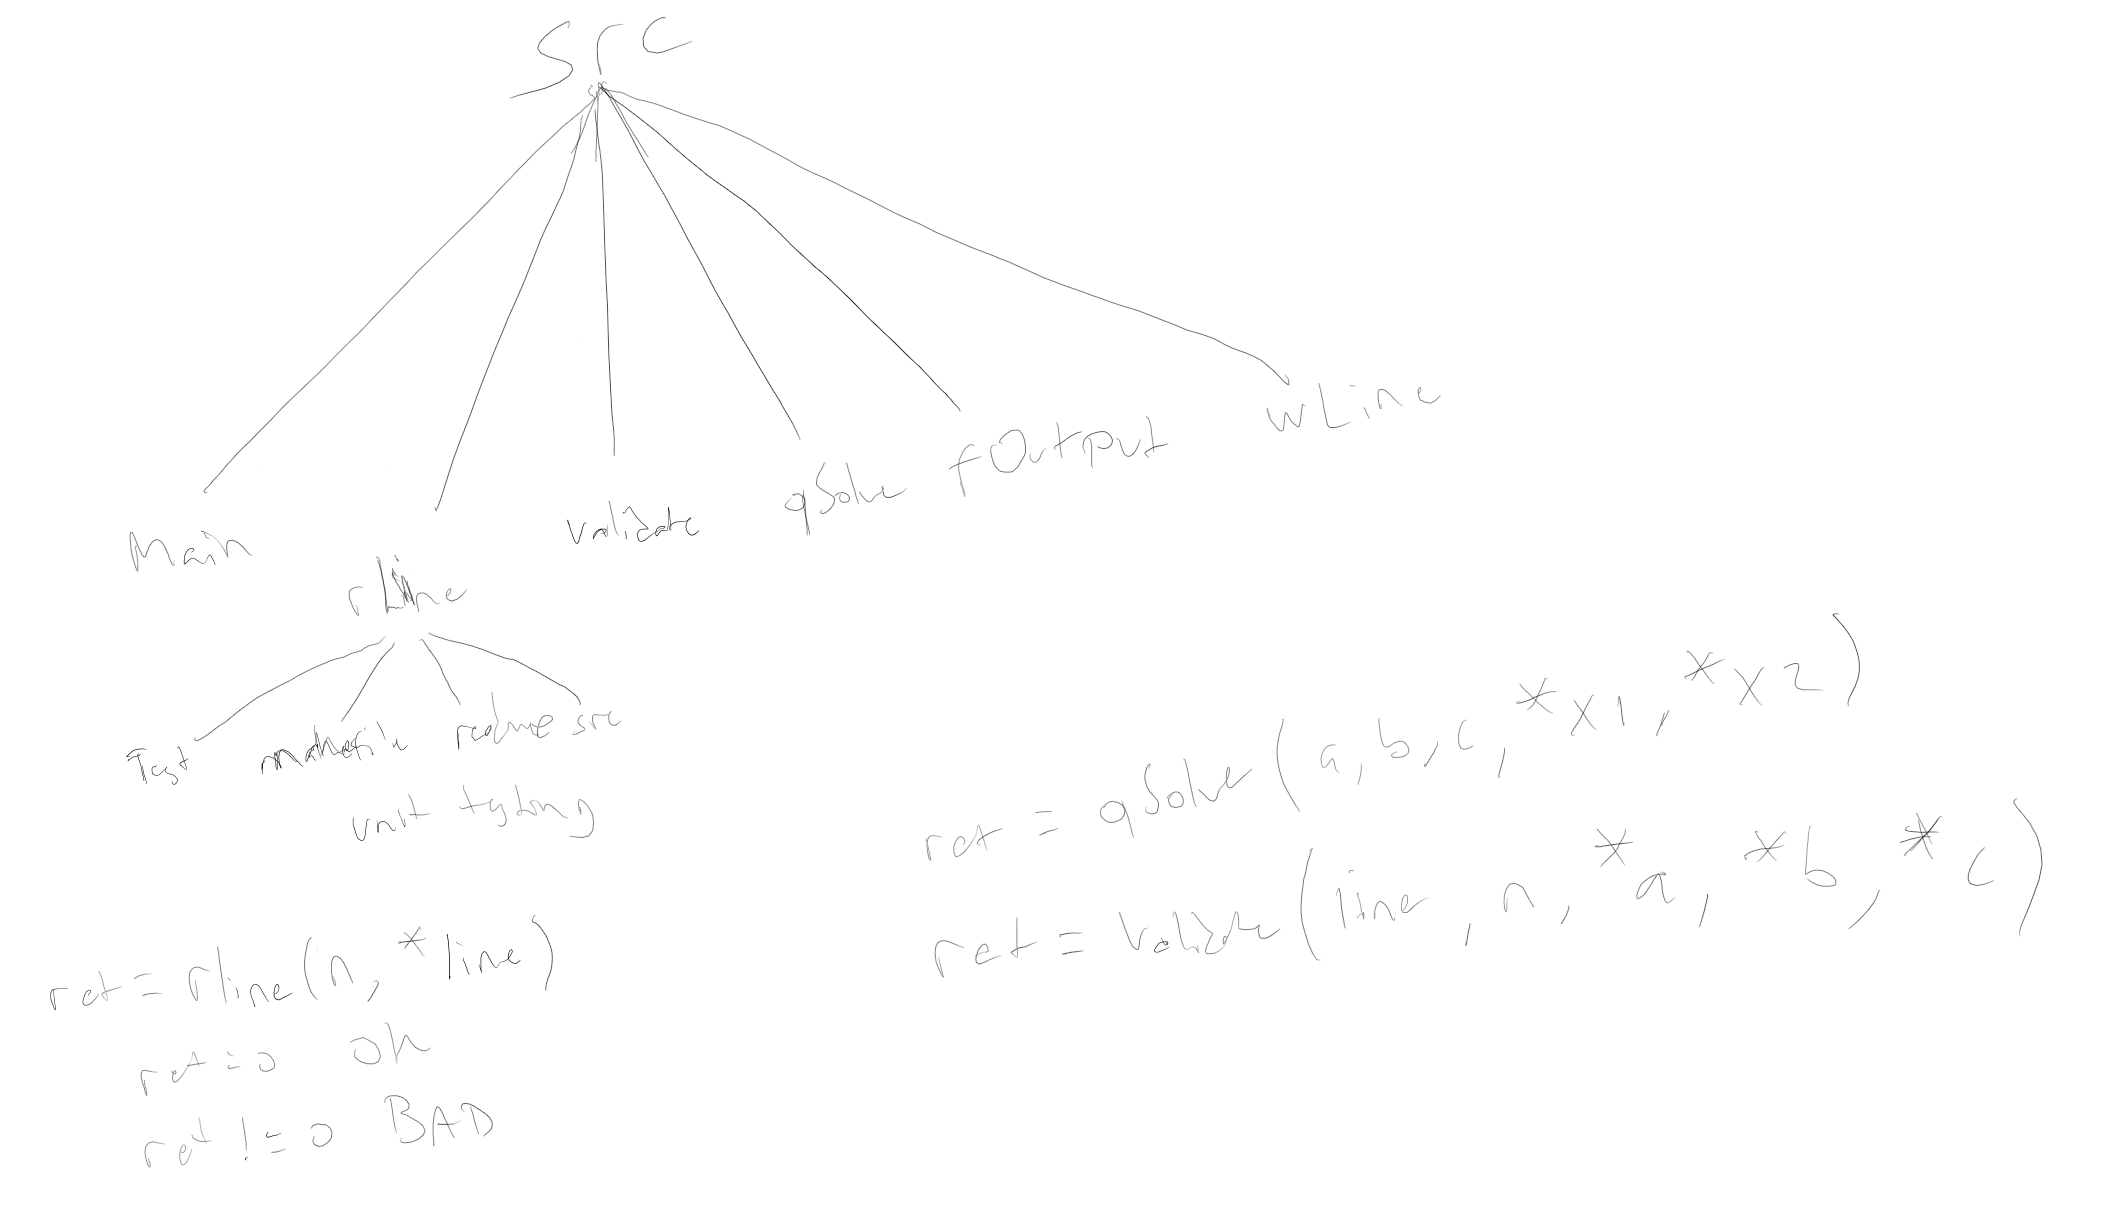 Src
Main rLine validate qSolve fOutput wLine
Test makefile readme src
unit testing
ret = qSolve(a, b, c, *x1, *x2)
ret = Validate(line, n, *a, *b, *c)
ret = rline(n, *line)
ret = 0 ok
ret != 0 BAD